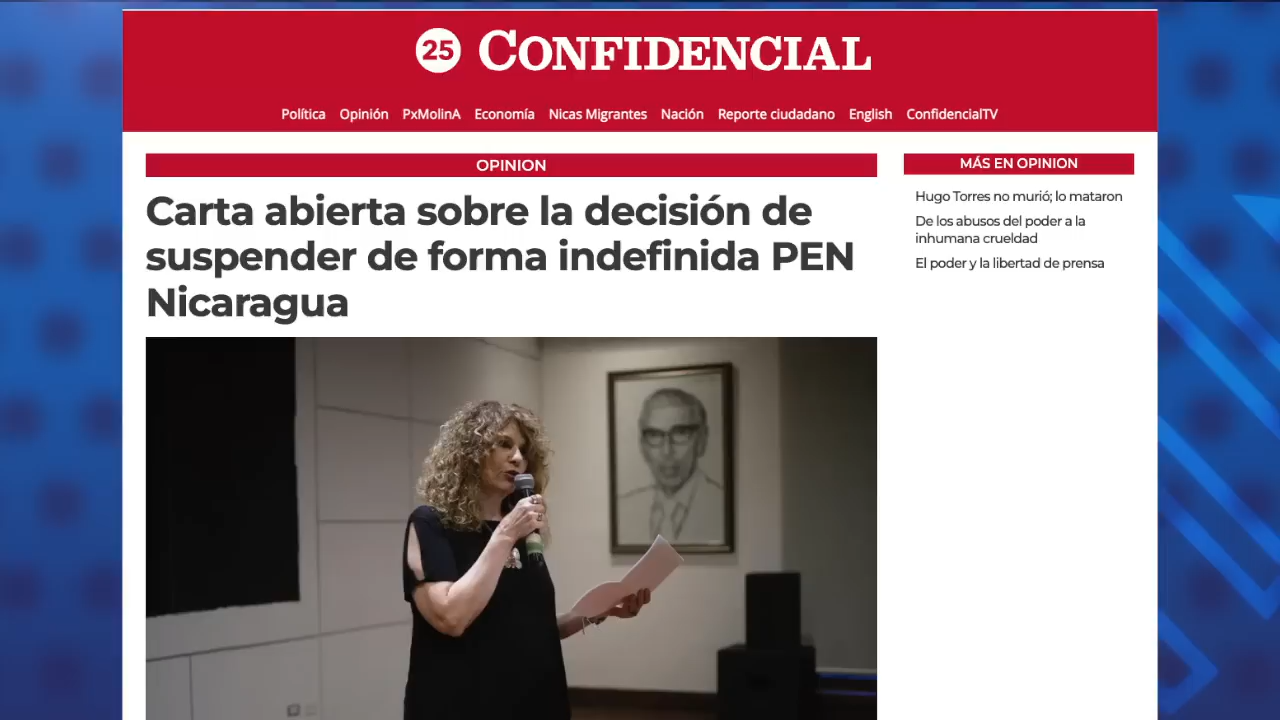 25 CONFIDENCIAL
Política Opinión PxMolinA Economía Nicas Migrantes Nación Reporte ciudadano English ConfidencialTV
OPINION
Carta abierta sobre la decisión de
suspender de forma indefinida PEN
Nicaragua
MÁS EN OPINION
Hugo Torres no murió; lo mataron
De los abusos del poder a la
inhumana crueldad
El poder y la libertad de prensa